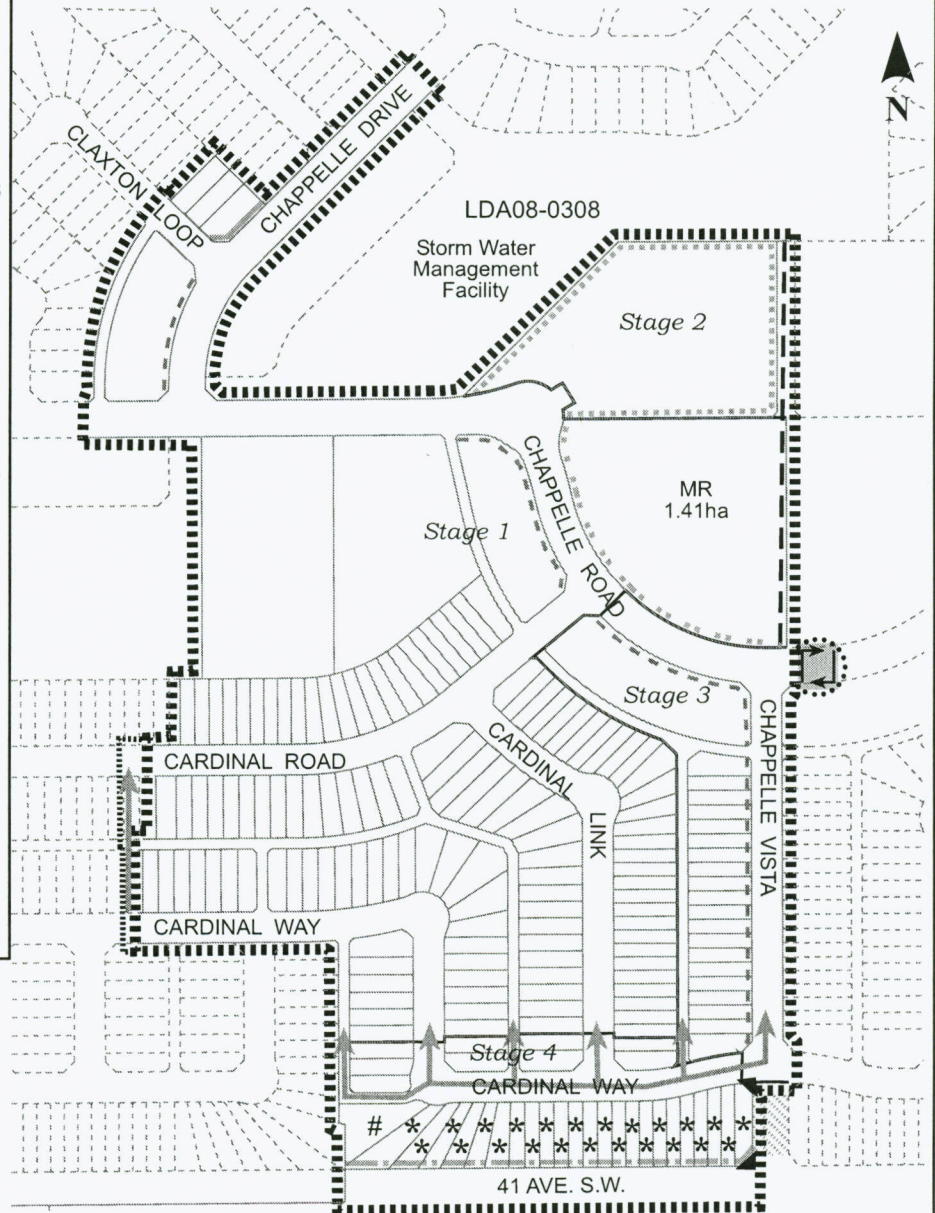 N
CLAXTON LOOP
CHAPPELLE DRIVE
LDA08-0308
Storm Water
Management
Facility
Stage 2
CHAPPELLE ROAD
MR
1.41ha
Stage 1
Stage 3
CARDINAL ROAD
CARDINAL LINK
CHAPPELLE VISTA
CARDINAL WAY
Stage 4
CARDINAL WAY
# * * * * * * * * * * *
* * * * * * * * * * *
41 AVE. S.W.